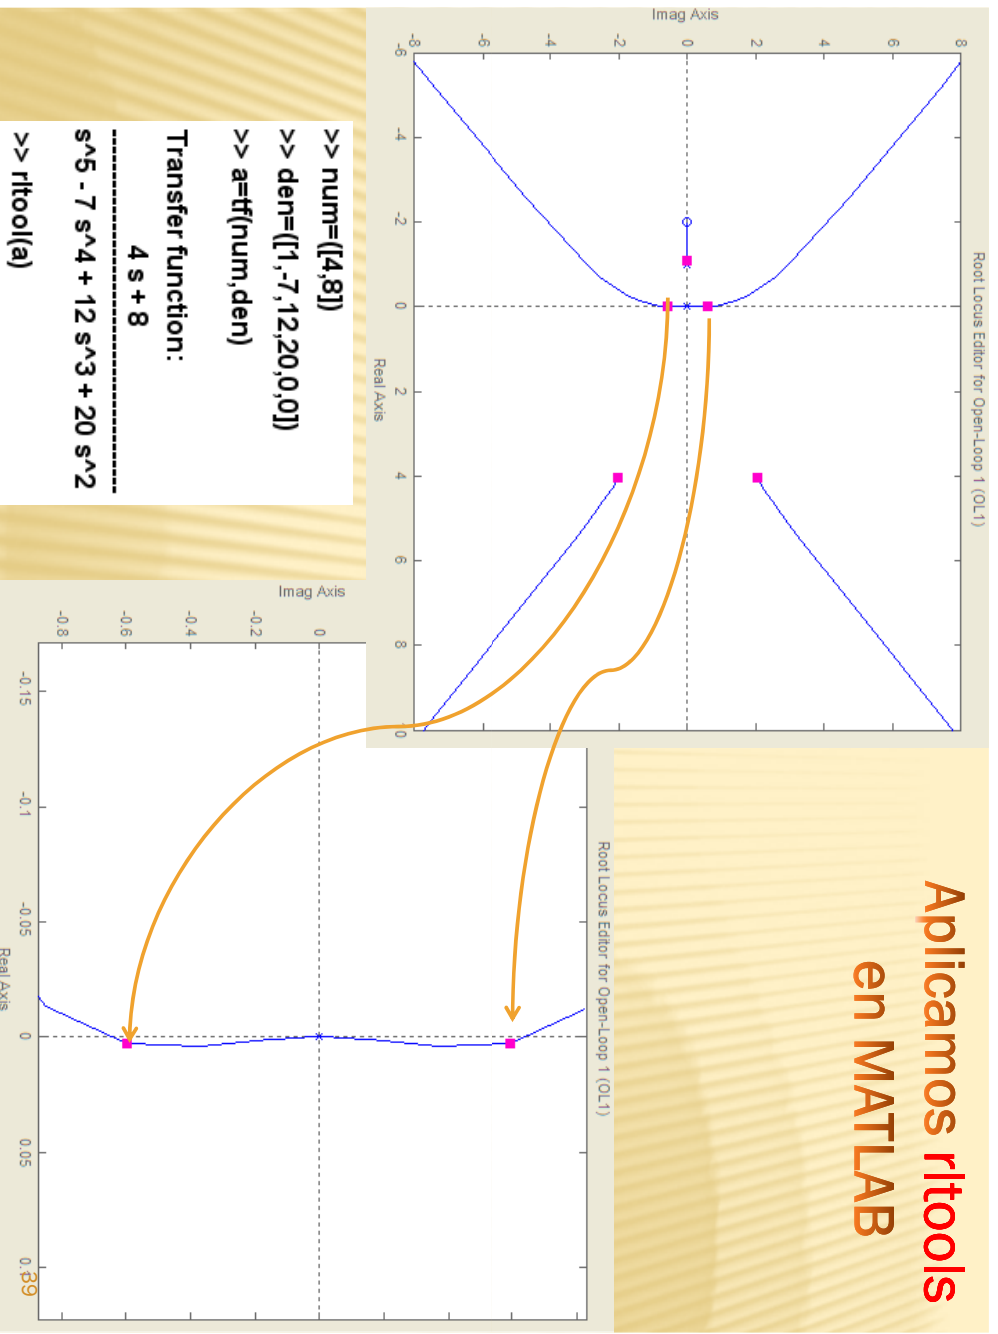 Aplicamos rltools
en MATLAB
Root Locus Editor for Open-Loop 1 (OL1)
Imag Axis
8
6
4
2
0
-2
-4
-6
-8
-6
-4
-2
0
2
4
6
8
0
Real Axis
>> num=([4,8])
>> den=([1,-7,12,20,0,0])
>> a=tf(num,den)
Transfer function:
4 s + 8
---------------------------------------
s^5 - 7 s^4 + 12 s^3 + 20 s^2
>> rltool(a)
Root Locus Editor for Open-Loop 1 (OL1)
Imag Axis
0
-0.2
-0.4
-0.6
-0.8
-0.15
-0.1
-0.05
0
0.05
Real Axis
39